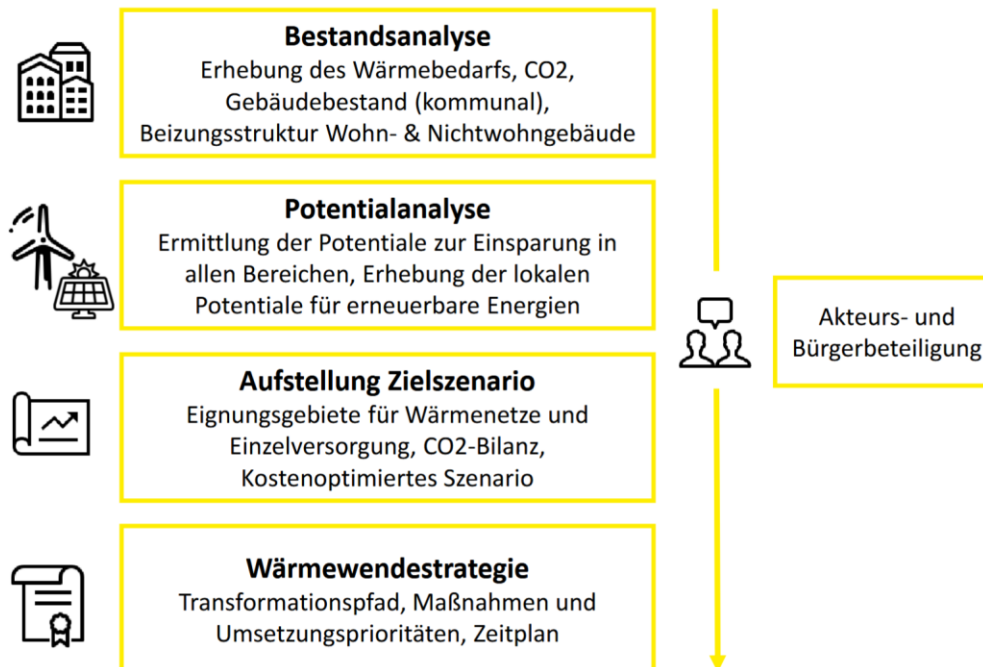 Bestandsanalyse
Erhebung des Wärmebedarfs, CO2,
Gebäudebestand (kommunal),
Beizungsstruktur Wohn- & Nichtwohngebäude
Potentialanalyse
Ermittlung der Potentiale zur Einsparung in
allen Bereichen, Erhebung der lokalen
Potentiale für erneuerbare Energien
Akteurs- und
Bürgerbeteiligung
Aufstellung Zielszenario
Eignungsgebiete für Wärmenetze und
Einzelversorgung, CO2-Bilanz,
Kostenoptimiertes Szenario
Wärmewendestrategie
Transformationspfad, Maßnahmen und
Umsetzungsprioritäten, Zeitplan